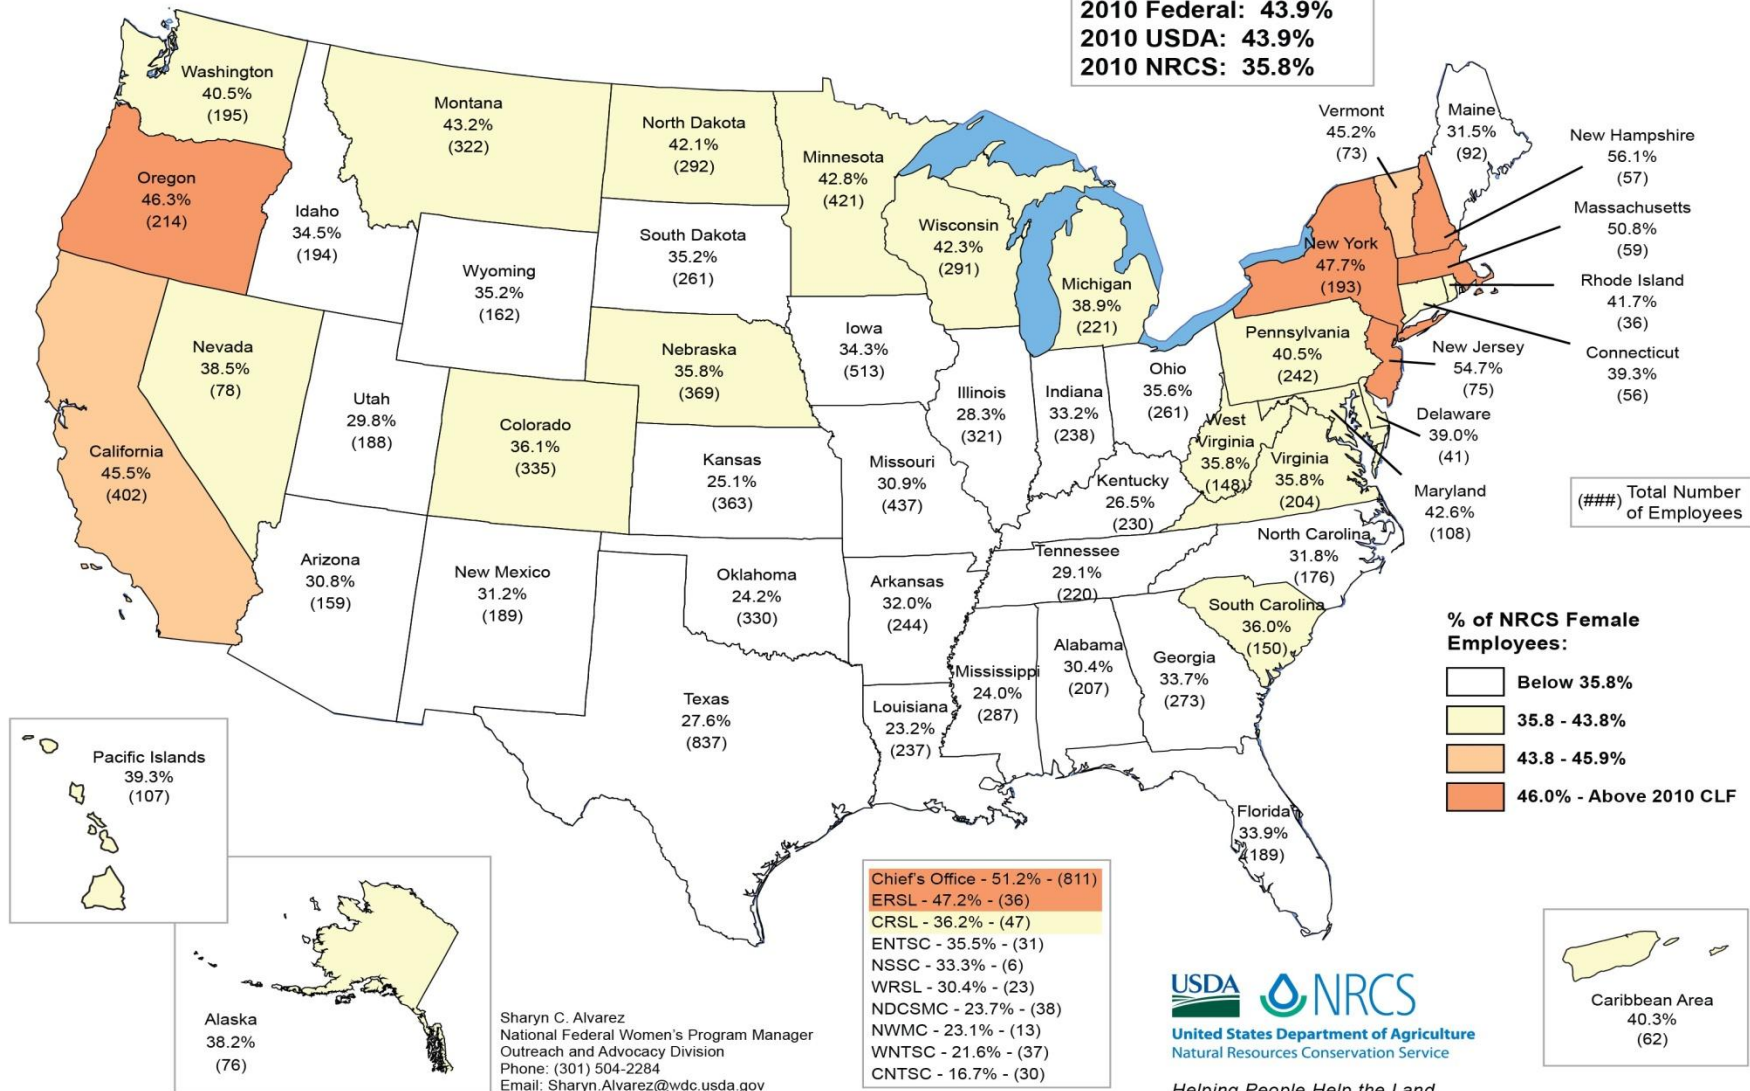 2010 Federal: 43.9%
2010 USDA: 43.9%
2010 NRCS: 35.8%
Washington
40.5%
(195)
Oregon
46.3%
(214)
California
45.5%
(402)
Nevada
38.5%
(78)
Idaho
34.5%
(194)
Montana
43.2%
(322)
Wyoming
35.2%
(162)
Utah
29.8%
(188)
Colorado
36.1%
(335)
Arizona
30.8%
(159)
New Mexico
31.2%
(189)
North Dakota
42.1%
(292)
South Dakota
35.2%
(261)
Nebraska
35.8%
(369)
Kansas
25.1%
(363)
Oklahoma
24.2%
(330)
Texas
27.6%
(837)
Minnesota
42.8%
(421)
Iowa
34.3%
(513)
Missouri
30.9%
(437)
Arkansas
32.0%
(244)
Louisiana
23.2%
(237)
Wisconsin
42.3%
(291)
Illinois
28.3%
(321)
Michigan
38.9%
(221)
Indiana
33.2%
(238)
Ohio
35.6%
(261)
Kentucky
26.5%
(230)
Tennessee
29.1%
(220)
Mississippi
24.0%
(287)
Alabama
30.4%
(207)
Georgia
33.7%
(273)
Florida
33.9%
(189)
South Carolina
36.0%
(150)
North Carolina
31.8%
(176)
West
Virginia
35.8%
(148)
Virginia
35.8%
(204)
Pennsylvania
40.5%
(242)
New York
47.7%
(193)
Vermont
45.2%
(73)
Maine
31.5%
(92)
New Hampshire
56.1%
(57)
Massachusetts
50.8%
(59)
Rhode Island
41.7%
(36)
Connecticut
39.3%
(56)
New Jersey
54.7%
(75)
Delaware
39.0%
(41)
Maryland
42.6%
(108)
(###) Total Number
of Employees
% of NRCS Female
Employees:
Below 35.8%
35.8 - 43.8%
43.8 - 45.9%
46.0% - Above 2010 CLF
Pacific Islands
39.3%
(107)
Alaska
38.2%
(76)
Sharyn C. Alvarez
National Federal Women's Program Manager
Outreach and Advocacy Division
Phone: (301) 504-2284
Email: Sharyn.Alvarez@wdc.usda.gov
Chief's Office - 51.2% - (811)
ERSL - 47.2% - (36)
CRSL - 36.2% - (47)
ENTSC - 35.5% - (31)
NSSC - 33.3% - (6)
WRSL - 30.4% - (23)
NDCSMC - 23.7% - (38)
NWMC - 23.1% - (13)
WNTSC - 21.6% - (37)
CNTSC - 16.7% - (30)
USDA NRCS
United States Department of Agriculture
Natural Resources Conservation Service
Helping People Help the Land
Caribbean Area
40.3%
(62)